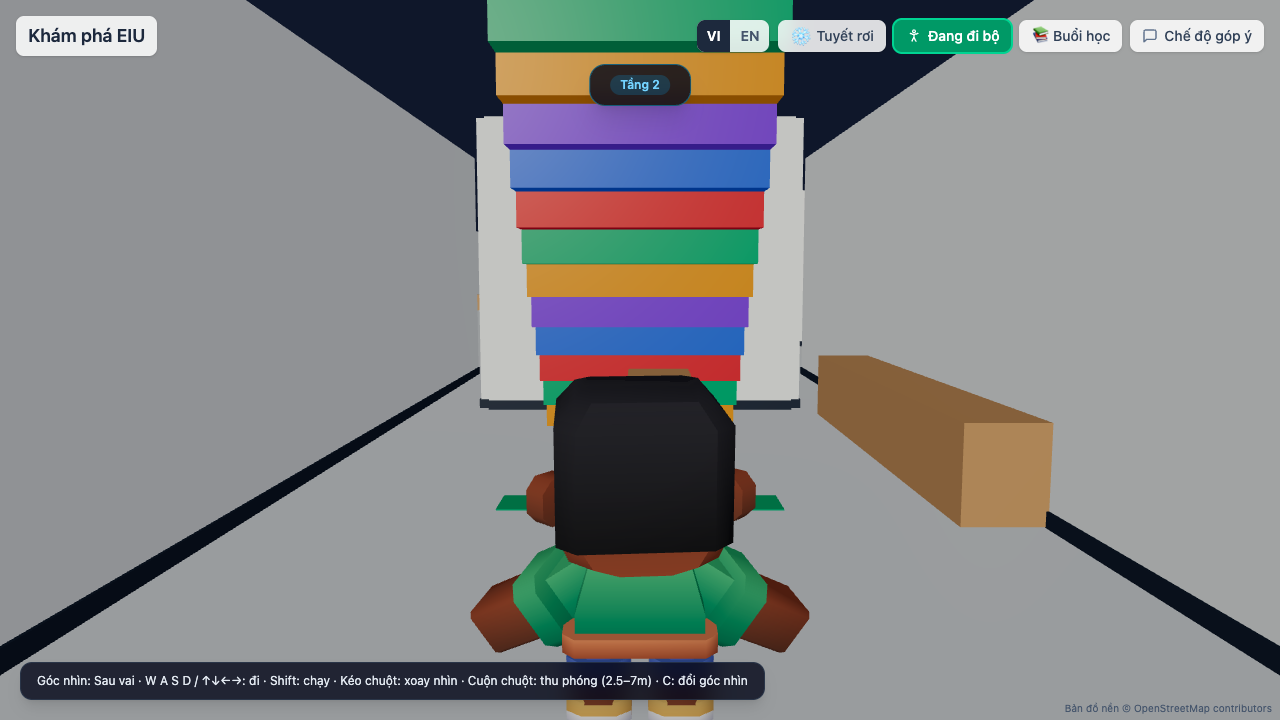 Khám phá EIU
VI EN
Tuyết rơi
Đang đi bộ
Buổi học
Chế độ góp ý
Tầng 2
Góc nhìn: Sau vai · W A S D / ↑↓←→: đi · Shift: chạy · Kéo chuột: xoay nhìn · Cuộn chuột: thu phóng (2.5–7m) · C: đổi góc nhìn
Bản đồ nền © OpenStreetMap contributors